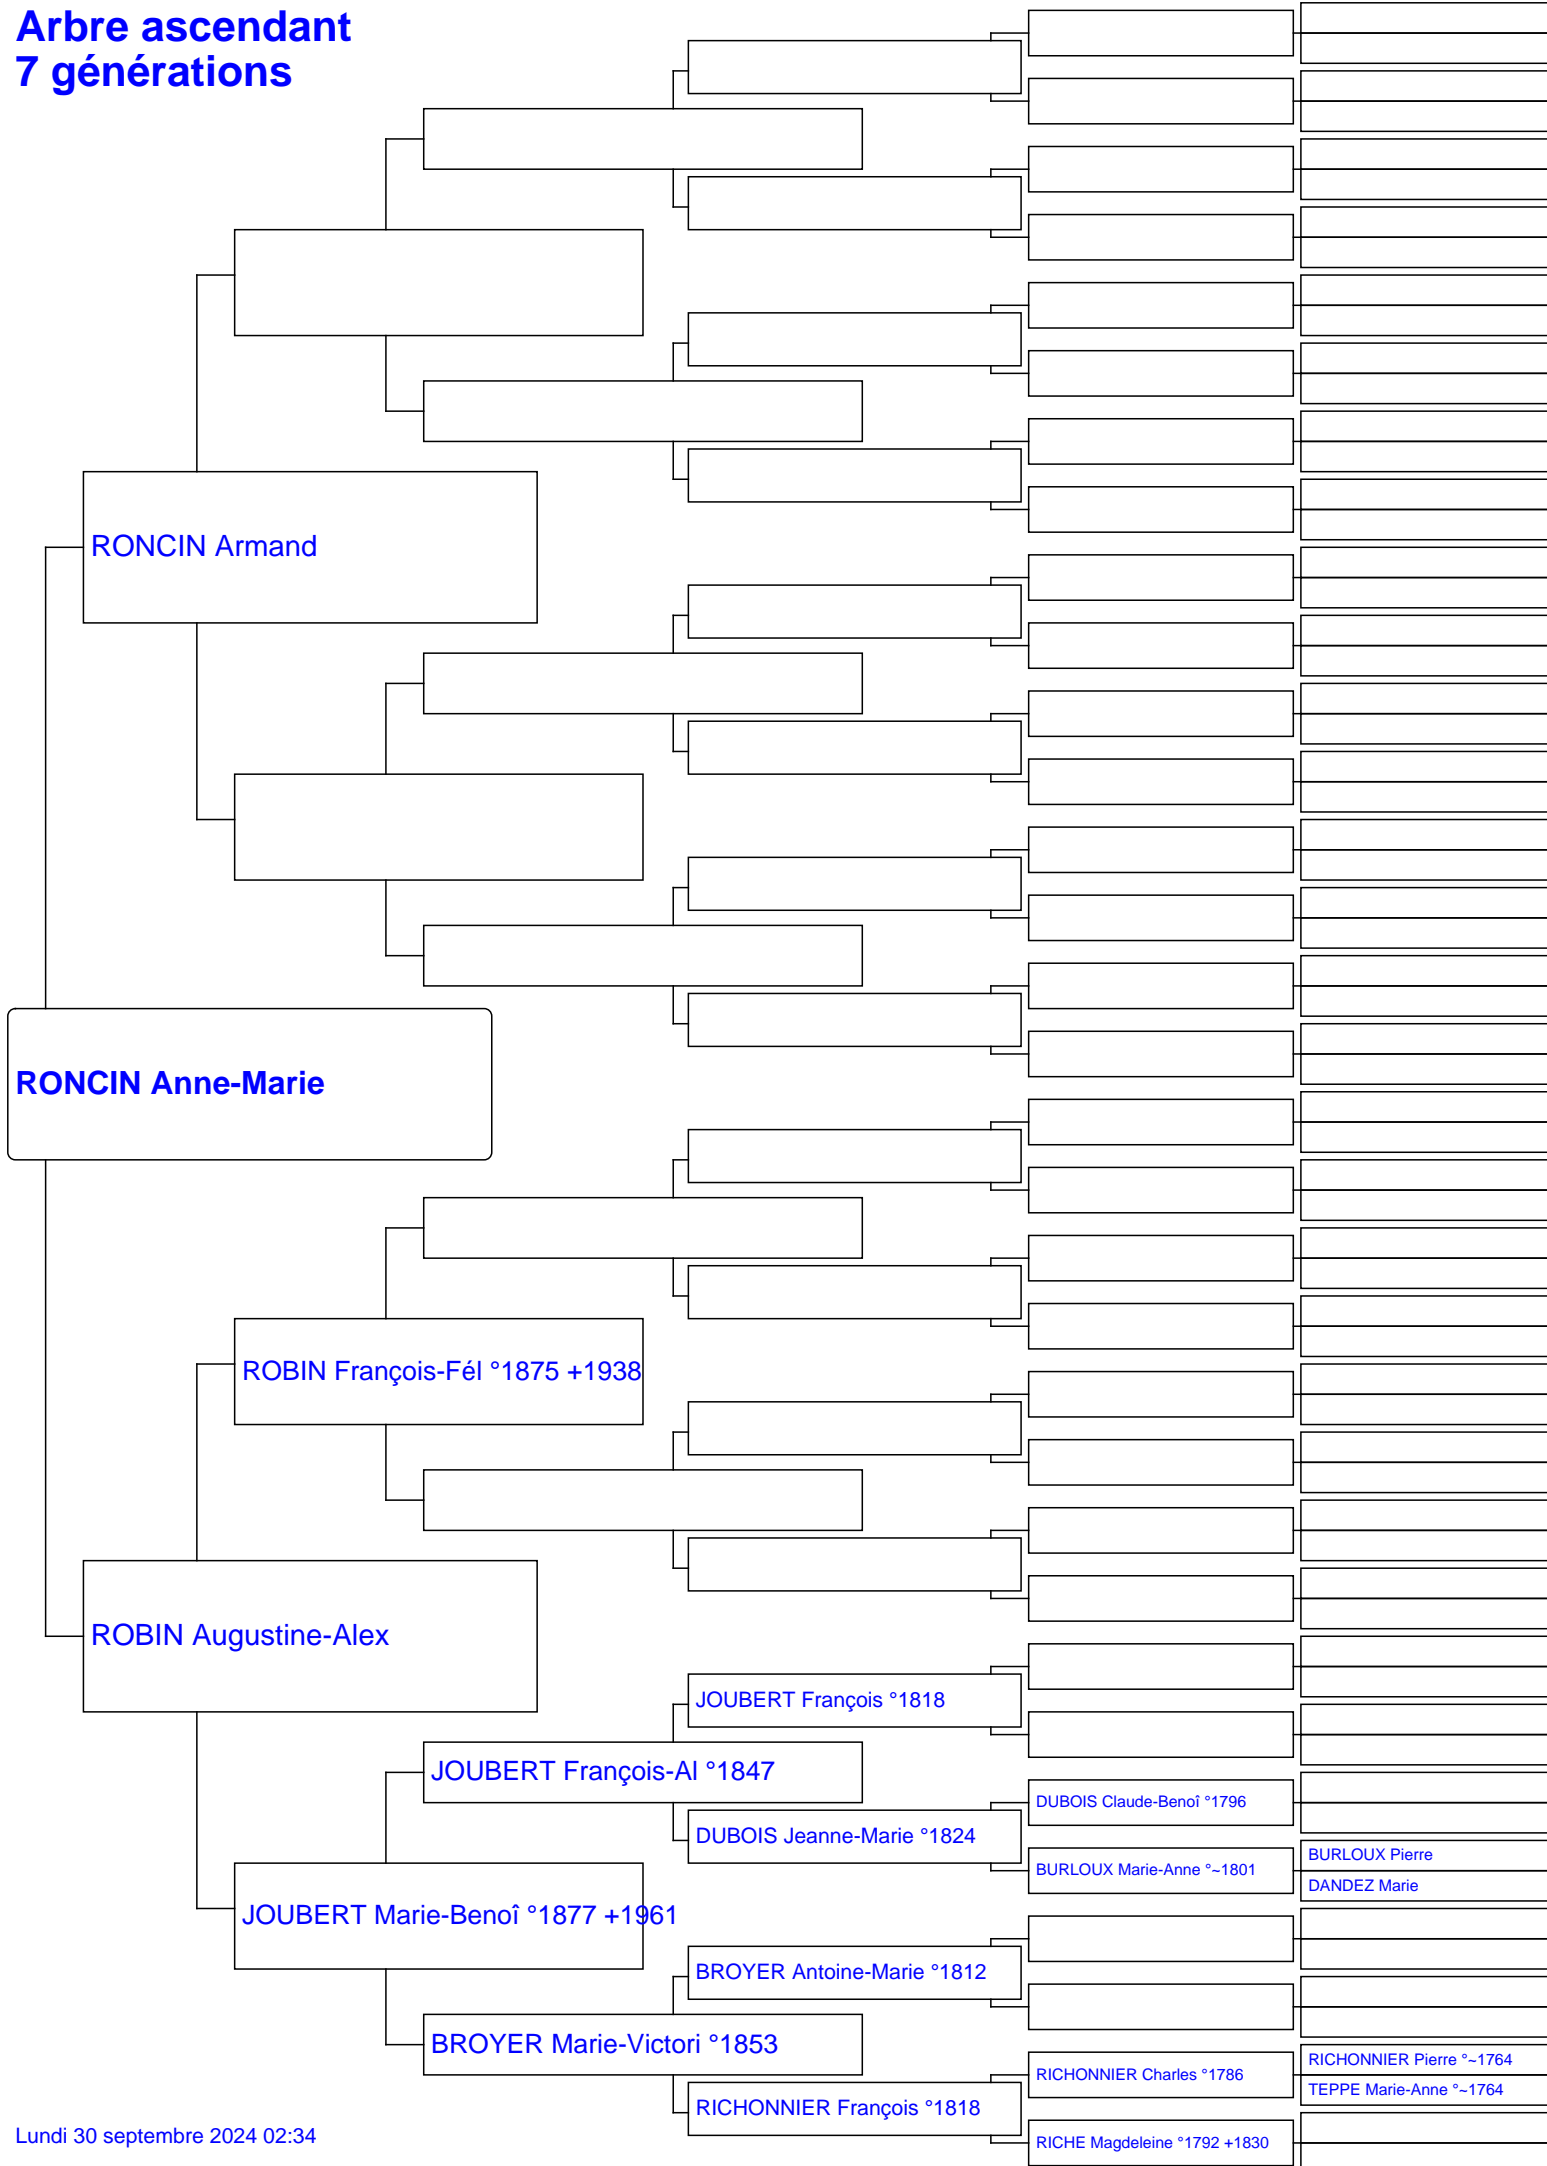 Arbre ascendant
7 générations
RONCIN Armand
RONCIN Anne-Marie
ROBIN François-Fél °1875 +1938
ROBIN Augustine-Alex
JOUBERT François °1818
JOUBERT François-Al °1847
DUBOIS Claude-Benoî °1796
DUBOIS Jeanne-Marie °1824
BURLOUX Pierre
BURLOUX Marie-Anne °~1801
DANDEZ Marie
JOUBERT Marie-Benoî °1877 +1961
BROYER Antoine-Marie °1812
BROYER Marie-Victori °1853
RICHONNIER Pierre °~1764
RICHONNIER Charles °1786
TEPPE Marie-Anne °~1764
RICHONNIER François °1818
RICHE Magdeleine °1792 +1830
Lundi 30 septembre 2024 02:34